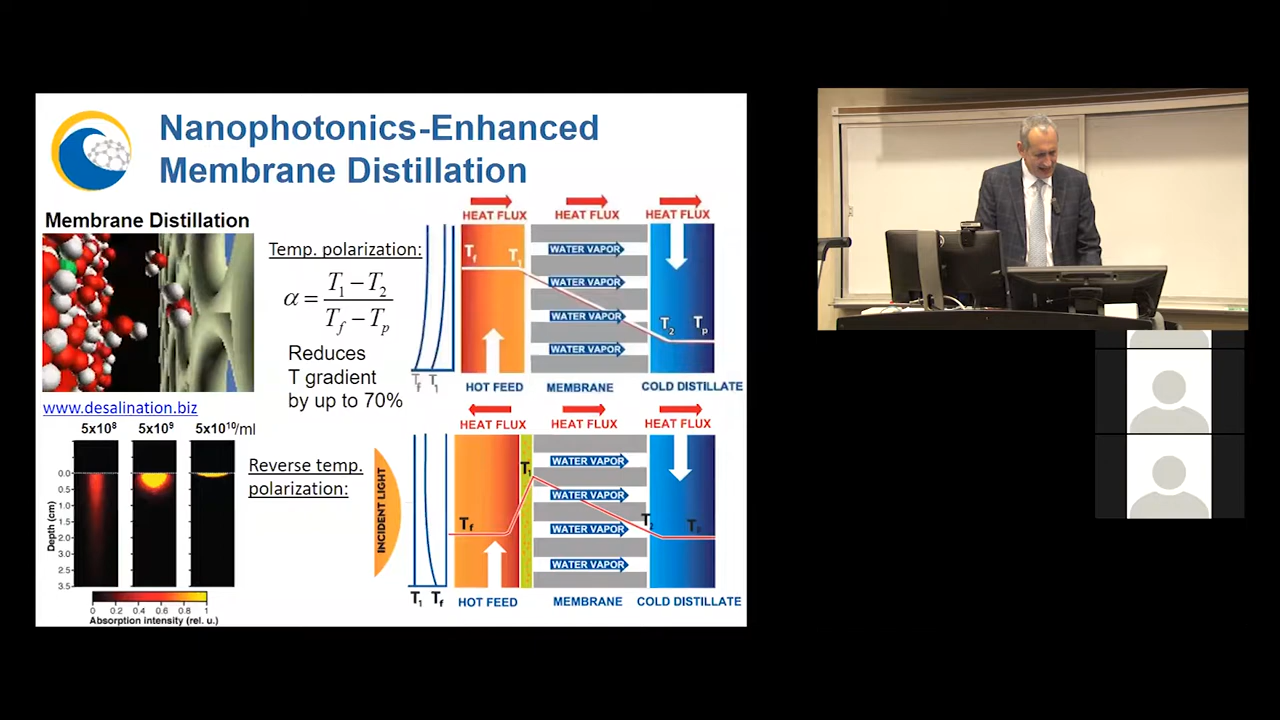 Nanophotonics-Enhanced
Membrane Distillation
Membrane Distillation
www.desalination.biz
Temp. polarization:
α = T1 − T2 / Tf − Tp
Reduces
T gradient
by up to 70%
HEAT FLUX HEAT FLUX HEAT FLUX
Tf T1
WATER VAPOR
WATER VAPOR
WATER VAPOR
WATER VAPOR
T2 Tp
Tf T1
HOT FEED MEMBRANE COLD DISTILLATE
5x10⁸ 5x10⁹ 5x10¹⁰/ml
0.0
0.5
1.0
1.5
2.0
2.5
3.5
Depth (cm)
0 0.2 0.4 0.6 0.8 1
Absorption intensity (rel. u.)
Reverse temp.
polarization:
INCIDENT LIGHT
HEAT FLUX HEAT FLUX HEAT FLUX
Tf T1
WATER VAPOR
WATER VAPOR
WATER VAPOR
WATER VAPOR
T1 Tf
HOT FEED MEMBRANE COLD DISTILLATE